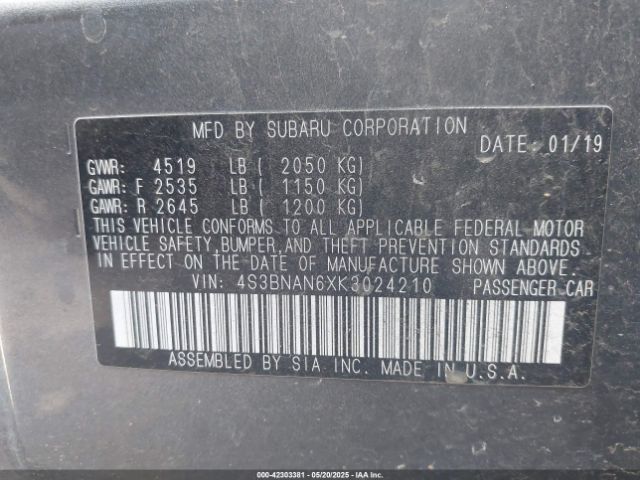 MFD BY SUBARU CORPORATION
DATE: 01/19
GVWR: 4519 LB ( 2050 KG)
GAWR: F 2535 LB ( 1150 KG)
GAWR: R 2645 LB ( 1200 KG)
THIS VEHICLE CONFORMS TO ALL APPLICABLE FEDERAL MOTOR
VEHICLE SAFETY, BUMPER, AND THEFT PREVENTION STANDARDS
IN EFFECT ON THE DATE OF MANUFACTURE SHOWN ABOVE.
VIN: 4S3BNAN6XK3024210 PASSENGER CAR
ASSEMBLED BY SIA INC. MADE IN U.S.A.
000-42303381 - 05/20/2025 - IAAI CA